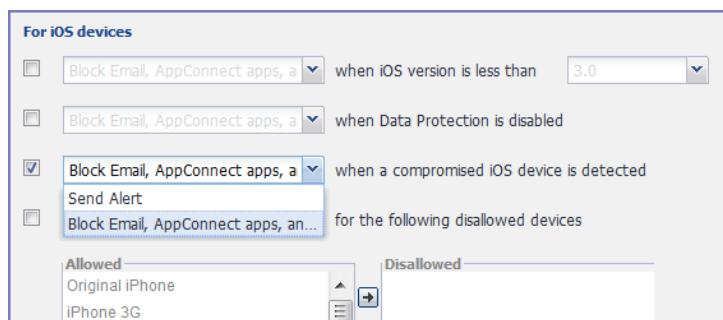 For iOS devices
Block Email, AppConnect apps, a when iOS version is less than 3.0
Block Email, AppConnect apps, a when Data Protection is disabled
Block Email, AppConnect apps, a when a compromised iOS device is detected
Send Alert
Block Email, AppConnect apps, an... for the following disallowed devices
Allowed Disallowed
Original iPhone
iPhone 3G